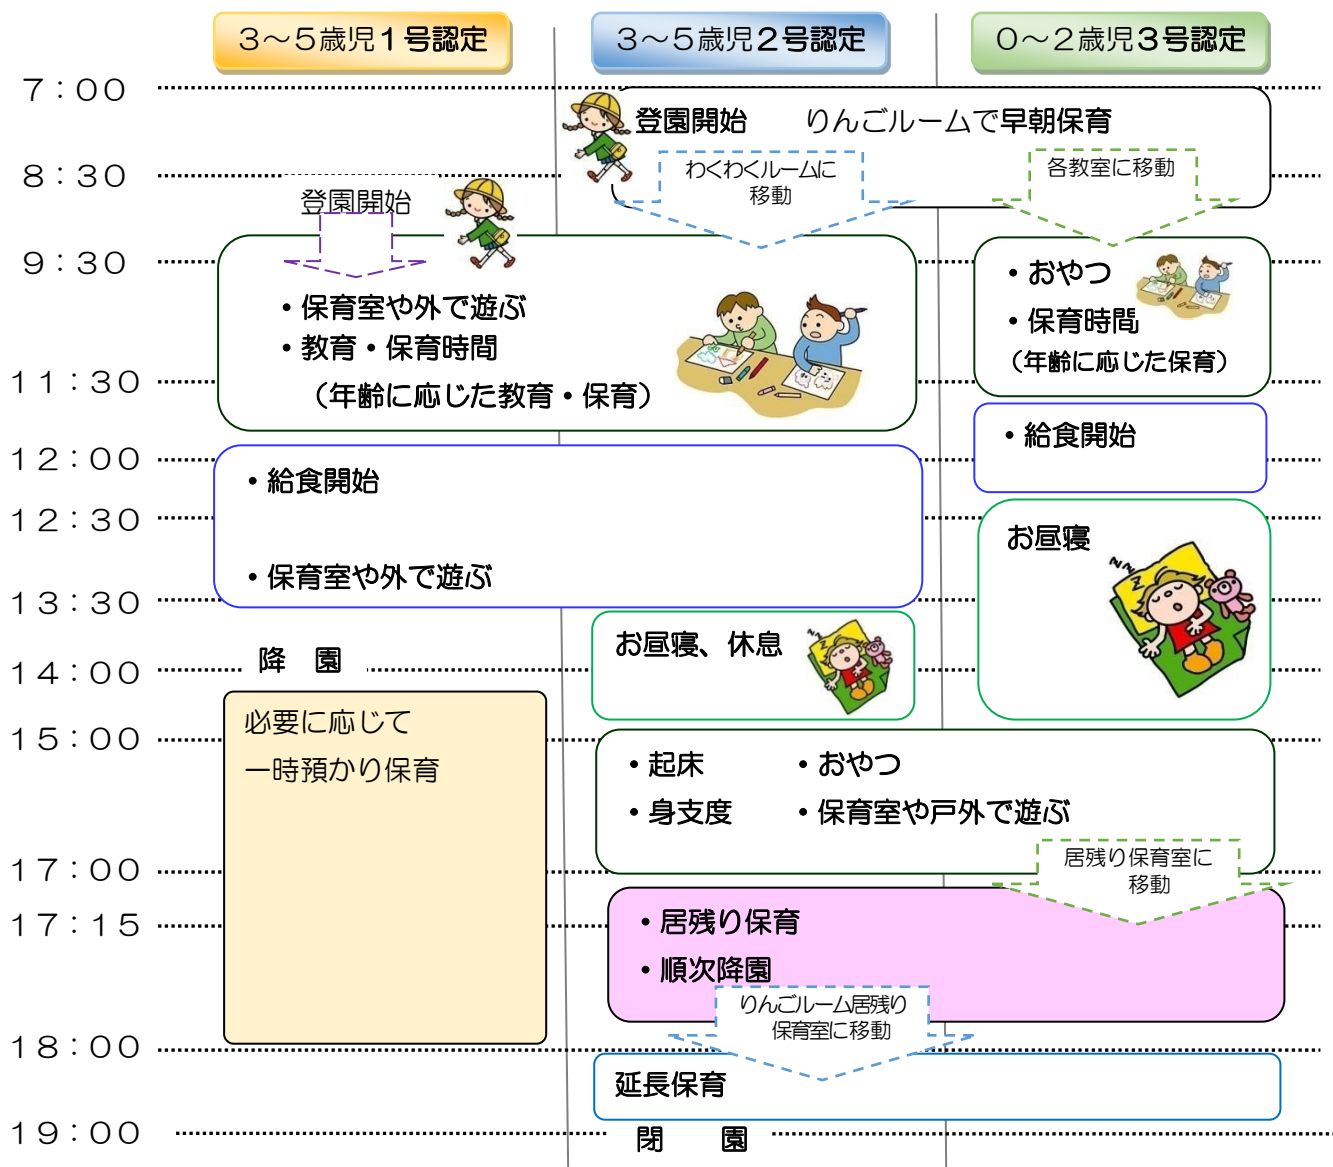 ３～５歳児１号認定
３～５歳児２号認定
０～２歳児３号認定
７：００
登園開始　りんごルームで早朝保育
８：３０
わくわくルームに
移動
各教室に移動
登園開始
９：３０
・保育室や外で遊ぶ
・教育・保育時間
（年齢に応じた教育・保育）
・おやつ
・保育時間
（年齢に応じた保育）
１１：３０
・給食開始
１２：００
・給食開始
１２：３０
お昼寝
・保育室や外で遊ぶ
１３：３０
お昼寝、休息
降　園
１４：００
必要に応じて
一時預かり保育
１５：００
・起床　・おやつ
・身支度　・保育室や戸外で遊ぶ
居残り保育室に
移動
１７：００
１７：１５
・居残り保育
・順次降園
りんごルーム居残り
保育室に移動
１８：００
延長保育
１９：００
閉　園